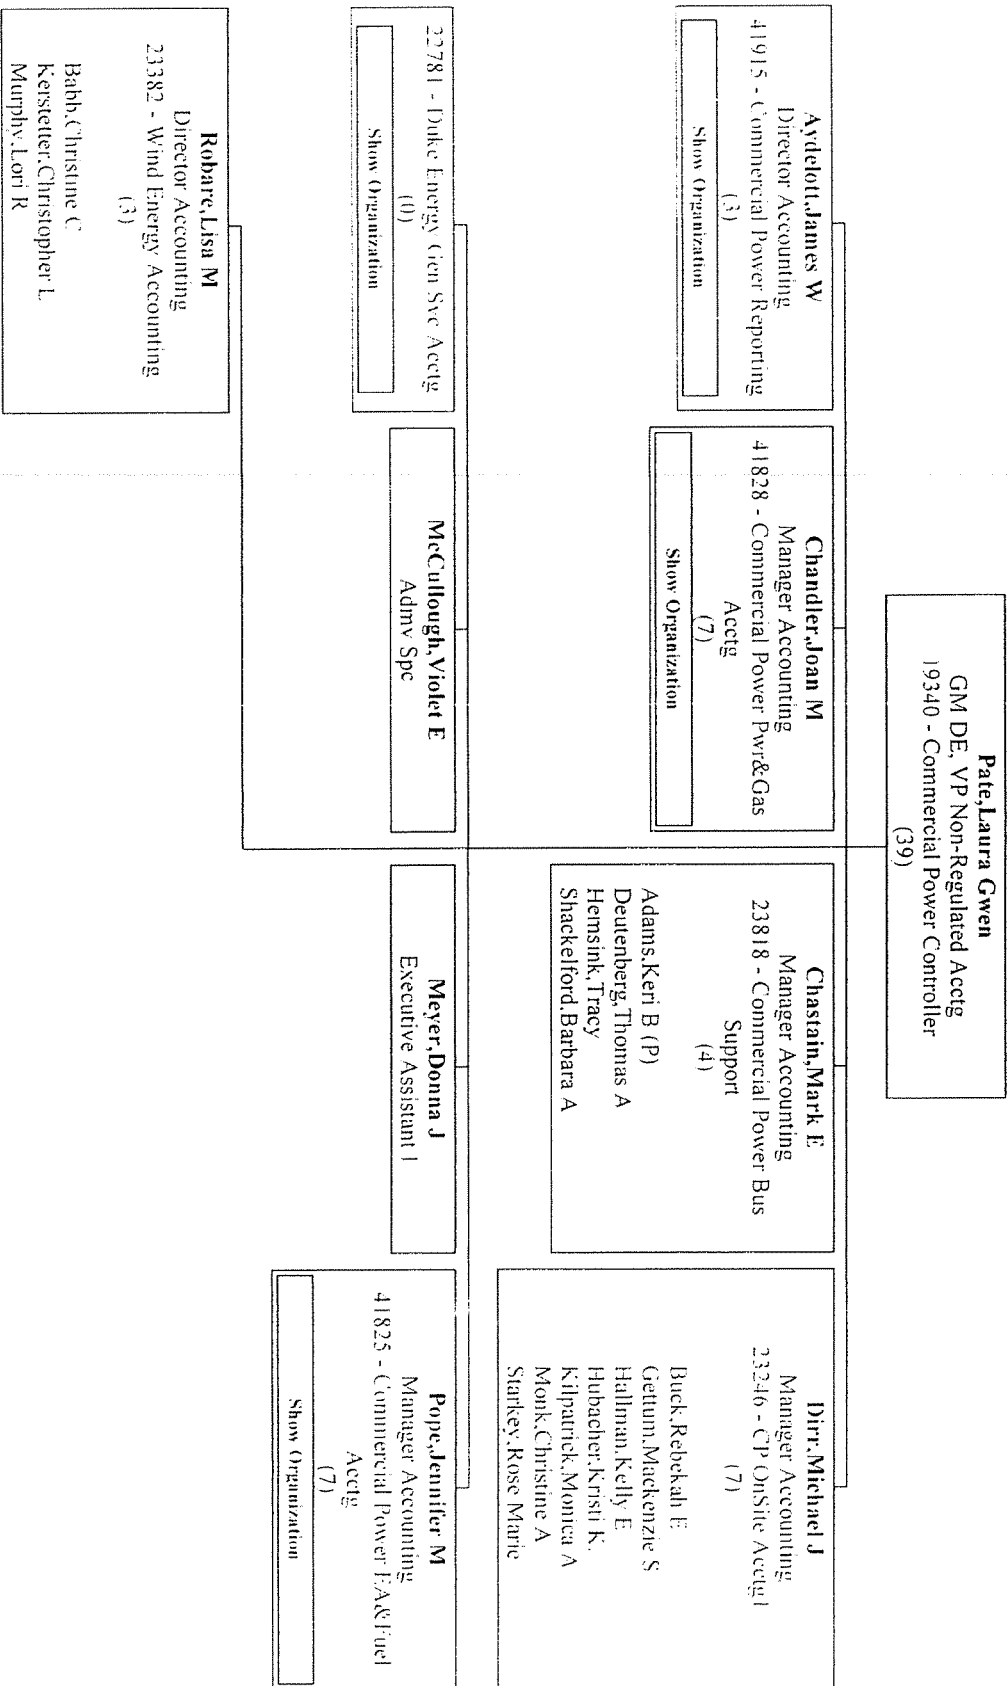 Pate,Laura Gwen
GM DE, VP Non-Regulated Acctg
19340 - Commercial Power Controller
(39)
Aydelott,James W
Director Accounting
41915 - Commercial Power Reporting
(3)
Show Organization
Chandler,Joan M
Manager Accounting
41828 - Commercial Power Pwr&Gas
Acctg
(7)
Show Organization
Chastain,Mark E
Manager Accounting
23818 - Commercial Power Bus
Support
(4)
Adams,Keri B (P)
Deutenberg,Thomas A
Hemsink,Tracy
Shackelford,Barbara A
Dirr,Michael J
Manager Accounting
23246 - CP OnSite Acctg I
(7)
Buck,Rebekah E
Gettum,Mackenzie S
Hallman,Kelly E
Hubacher,Kristi K.
Kilpatrick,Monica A
Monk,Christine A
Starkey,Rose Marie
22781 - Duke Energy Gen Svc Acctg
(0)
Show Organization
McCullough,Violet E
Admv Spc
Meyer,Donna J
Executive Assistant I
Pope,Jennifer M
Manager Accounting
41825 - Commercial Power EA&Fuel
Acctg
(7)
Show Organization
Robare,Lisa M
Director Accounting
23382 - Wind Energy Accounting
(3)
Babb,Christine C
Kerstetter,Christopher L
Murphy,Lori R